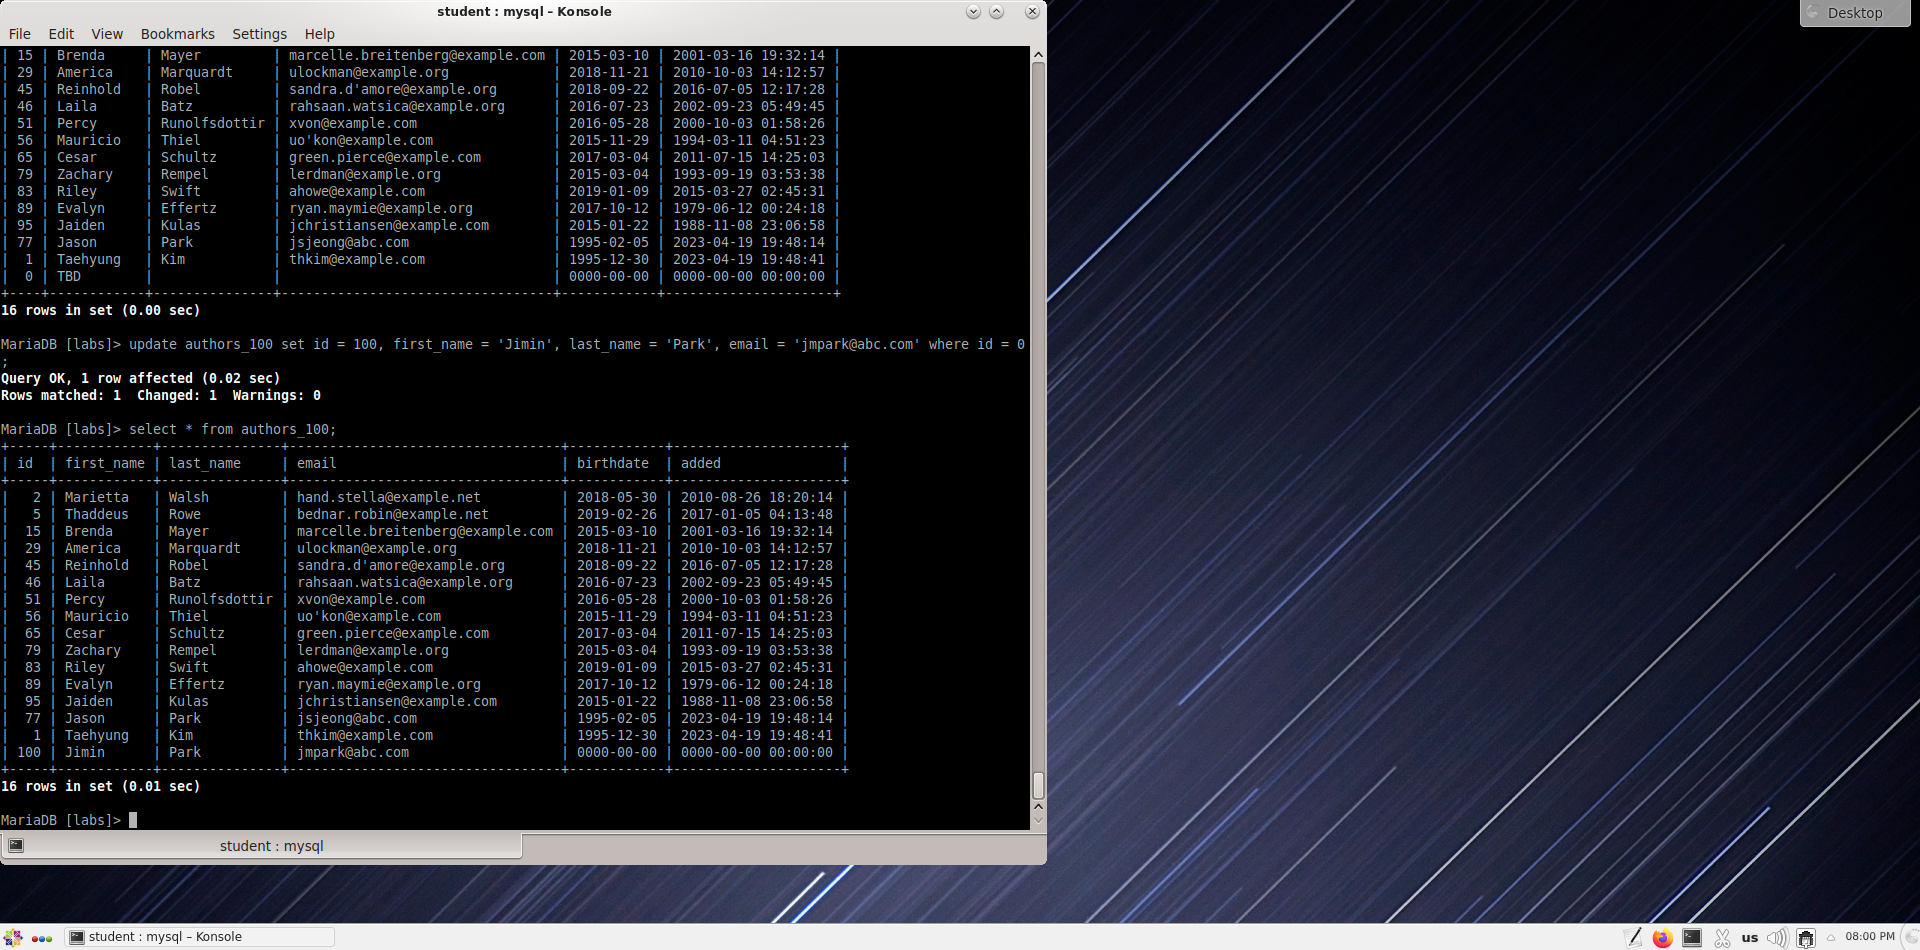 student : mysql – Konsole
Desktop
File Edit View Bookmarks Settings Help
| 15 | Brenda | Mayer | marcelle.breitenberg@example.com | 2015-03-10 | 2001-03-16 19:32:14 |
| 29 | America | Marquardt | ulockman@example.org | 2018-11-21 | 2010-10-03 14:12:57 |
| 45 | Reinhold | Robel | sandra.d'amore@example.org | 2018-09-22 | 2016-07-05 12:17:28 |
| 46 | Laila | Batz | rahsaan.watsica@example.org | 2016-07-23 | 2002-09-23 05:49:45 |
| 51 | Percy | Runolfsdottir | xvon@example.com | 2016-05-28 | 2000-10-03 01:58:26 |
| 56 | Mauricio | Thiel | uo'kon@example.com | 2015-11-29 | 1994-03-11 04:51:23 |
| 65 | Cesar | Schultz | green.pierce@example.com | 2017-03-04 | 2011-07-15 14:25:03 |
| 79 | Zachary | Rempel | lerdman@example.org | 2015-03-04 | 1993-09-19 03:53:38 |
| 83 | Riley | Swift | ahowe@example.com | 2019-01-09 | 2015-03-27 02:45:31 |
| 89 | Evalyn | Effertz | ryan.maymie@example.org | 2017-10-12 | 1979-06-12 00:24:18 |
| 95 | Jaiden | Kulas | jchristiansen@example.com | 2015-01-22 | 1988-11-08 23:06:58 |
| 77 | Jason | Park | jsjeong@abc.com | 1995-02-05 | 2023-04-19 19:48:14 |
| 1 | Taehyung | Kim | thkim@example.com | 1995-12-30 | 2023-04-19 19:48:41 |
| 0 | TBD | | | 0000-00-00 | 0000-00-00 00:00:00 |
16 rows in set (0.00 sec)
MariaDB [labs]> update authors_100 set id = 100, first_name = 'Jimin', last_name = 'Park', email = 'jmpark@abc.com' where id = 0
;
Query OK, 1 row affected (0.02 sec)
Rows matched: 1 Changed: 1 Warnings: 0
MariaDB [labs]> select * from authors_100;
| id | first_name | last_name | email | birthdate | added |
| 2 | Marietta | Walsh | hand.stella@example.net | 2018-05-30 | 2010-08-26 18:20:14 |
| 5 | Thaddeus | Rowe | bednar.robin@example.net | 2019-02-26 | 2017-01-05 04:13:48 |
| 15 | Brenda | Mayer | marcelle.breitenberg@example.com | 2015-03-10 | 2001-03-16 19:32:14 |
| 29 | America | Marquardt | ulockman@example.org | 2018-11-21 | 2010-10-03 14:12:57 |
| 45 | Reinhold | Robel | sandra.d'amore@example.org | 2018-09-22 | 2016-07-05 12:17:28 |
| 46 | Laila | Batz | rahsaan.watsica@example.org | 2016-07-23 | 2002-09-23 05:49:45 |
| 51 | Percy | Runolfsdottir | xvon@example.com | 2016-05-28 | 2000-10-03 01:58:26 |
| 56 | Mauricio | Thiel | uo'kon@example.com | 2015-11-29 | 1994-03-11 04:51:23 |
| 65 | Cesar | Schultz | green.pierce@example.com | 2017-03-04 | 2011-07-15 14:25:03 |
| 79 | Zachary | Rempel | lerdman@example.org | 2015-03-04 | 1993-09-19 03:53:38 |
| 83 | Riley | Swift | ahowe@example.com | 2019-01-09 | 2015-03-27 02:45:31 |
| 89 | Evalyn | Effertz | ryan.maymie@example.org | 2017-10-12 | 1979-06-12 00:24:18 |
| 95 | Jaiden | Kulas | jchristiansen@example.com | 2015-01-22 | 1988-11-08 23:06:58 |
| 77 | Jason | Park | jsjeong@abc.com | 1995-02-05 | 2023-04-19 19:48:14 |
| 1 | Taehyung | Kim | thkim@example.com | 1995-12-30 | 2023-04-19 19:48:41 |
| 100 | Jimin | Park | jmpark@abc.com | 0000-00-00 | 0000-00-00 00:00:00 |
16 rows in set (0.01 sec)
MariaDB [labs]>
student : mysql
student : mysql – Konsole
us
08:00 PM